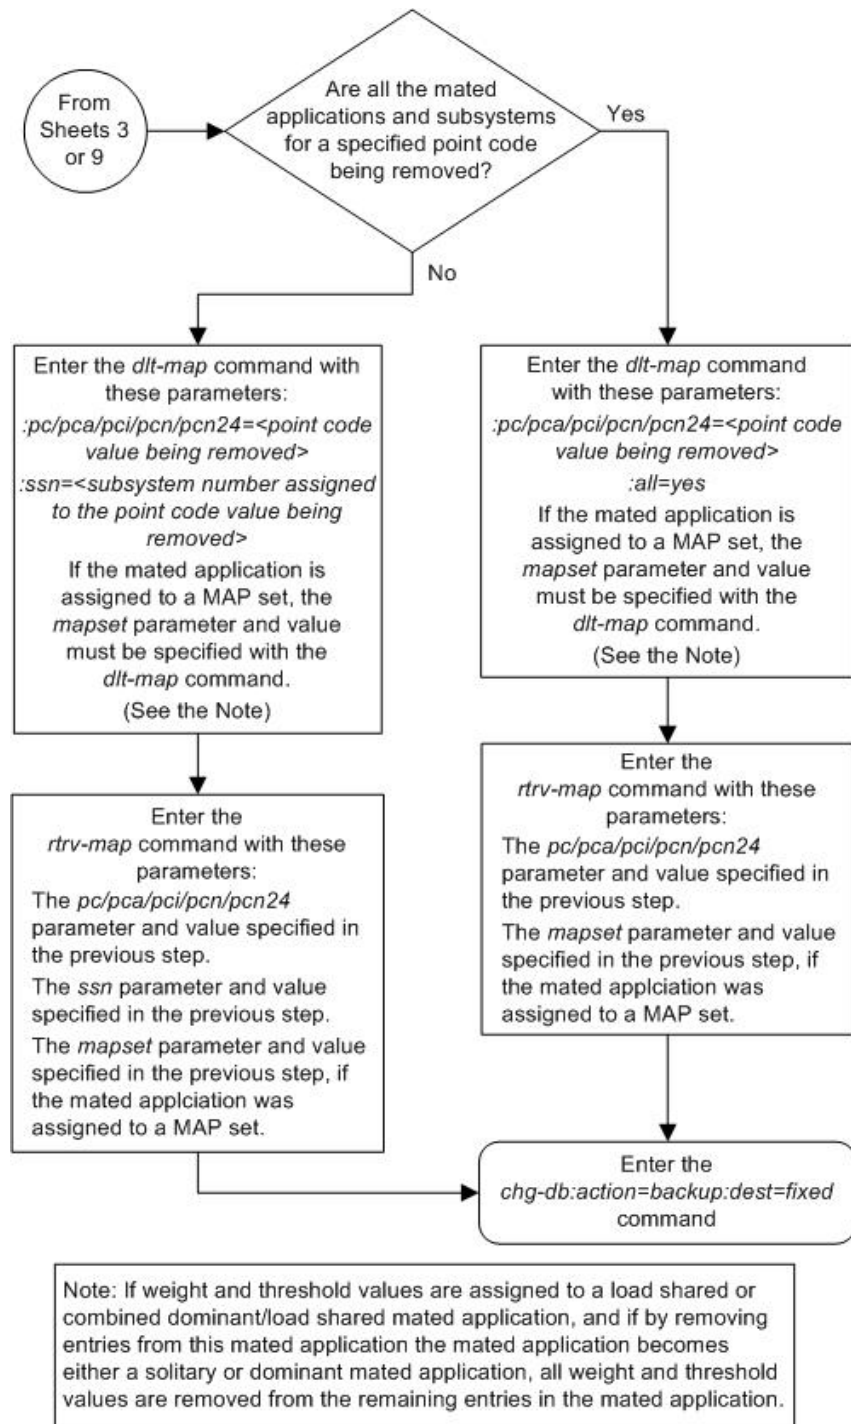 From
Sheets 3
or 9
Are all the mated
applications and subsystems
for a specified point code
being removed?
Yes
No
Enter the dlt-map command with
these parameters:
:pc/pca/pci/pcn/pcn24=<point code
value being removed>
:ssn=<subsystem number assigned
to the point code value being
removed>
If the mated application is
assigned to a MAP set, the
mapset parameter and value
must be specified with the
dlt-map command.
(See the Note)
Enter the dlt-map command
with these parameters:
:pc/pca/pci/pcn/pcn24=<point code
value being removed>
:all=yes
If the mated application is
assigned to a MAP set, the
mapset parameter and value
must be specified with the
dlt-map command.
(See the Note)
Enter the
rtrv-map command with these
parameters:
The pc/pca/pci/pcn/pcn24
parameter and value specified in
the previous step.
The ssn parameter and value
specified in the previous step.
The mapset parameter and value
specified in the previous step, if
the mated applciation was
assigned to a MAP set.
Enter the
rtrv-map command with these
parameters:
The pc/pca/pci/pcn/pcn24
parameter and value specified in
the previous step.
The mapset parameter and value
specified in the previous step, if
the mated applciation was
assigned to a MAP set.
Enter the
chg-db:action=backup:dest=fixed
command
Note: If weight and threshold values are assigned to a load shared or
combined dominant/load shared mated application, and if by removing
entries from this mated application the mated application becomes
either a solitary or dominant mated application, all weight and threshold
values are removed from the remaining entries in the mated application.